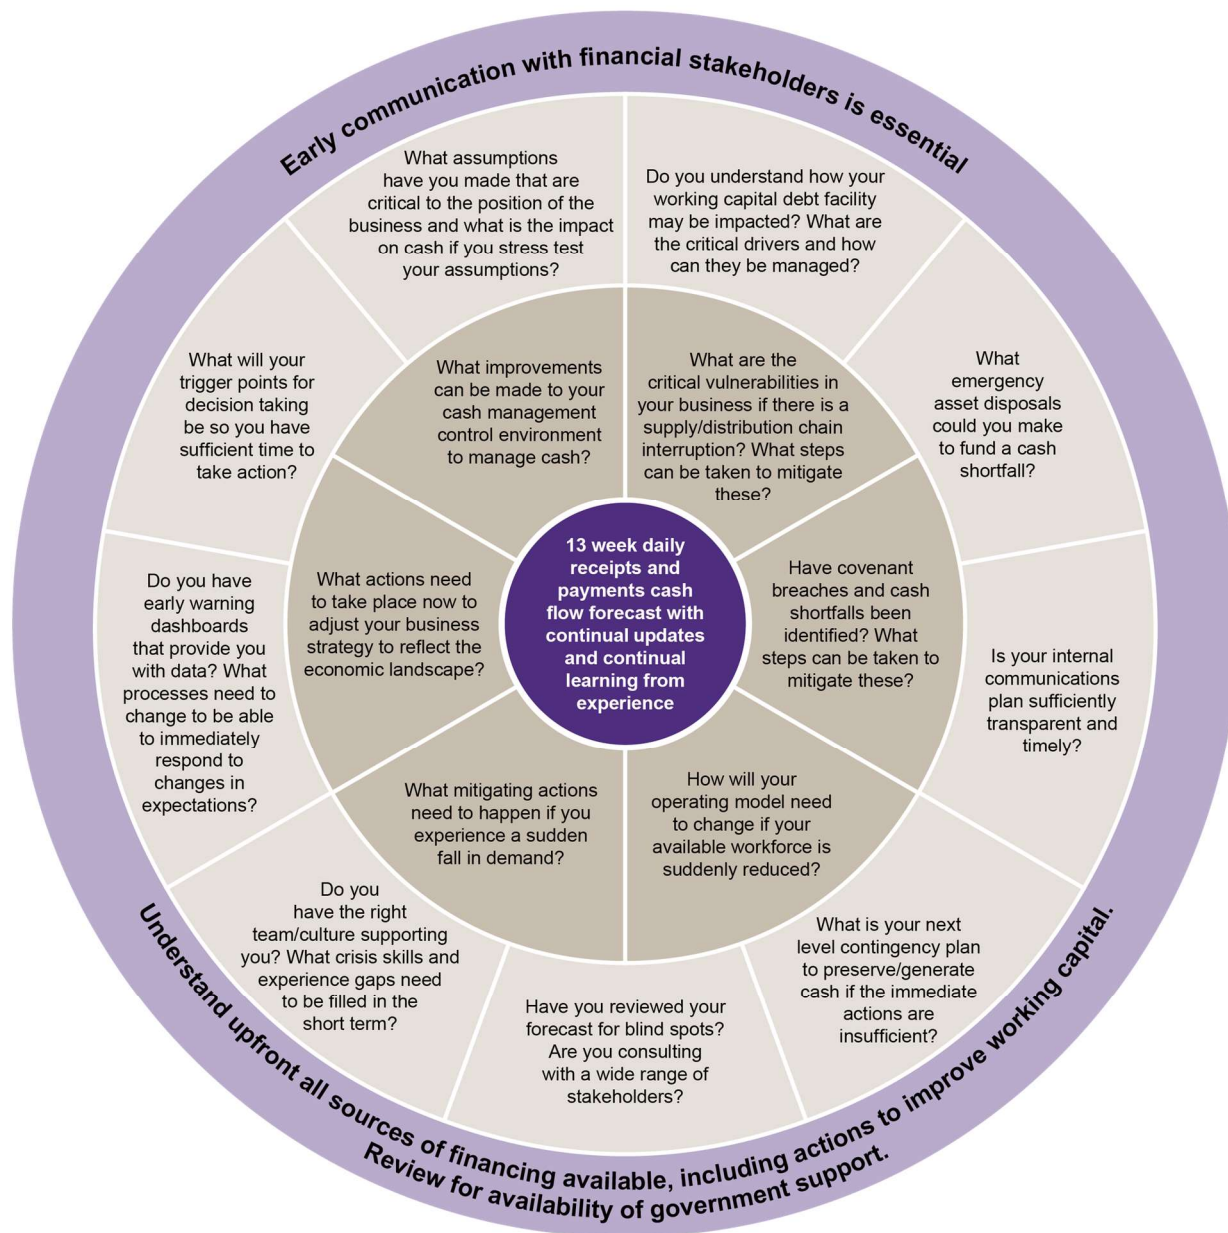 Early communication with financial stakeholders is essential
What assumptions
have you made that are
critical to the position of the
business and what is the impact
on cash if you stress test
your assumptions?
Do you understand how your
working capital debt facility
may be impacted? What are
the critical drivers and how
can they be managed?
What
emergency
asset disposals
could you make
to fund a cash
shortfall?
Is your internal
communications
plan sufficiently
transparent and
timely?
What is your next
level contingency plan
to preserve/generate
cash if the immediate
actions are
insufficient?
Have you reviewed your
forecast for blind spots?
Are you consulting
with a wide range of
stakeholders?
Do you
have the right
team/culture supporting
you? What crisis skills and
experience gaps need
to be filled in the
short term?
Do you have
early warning
dashboards
that provide you
with data? What
processes need to
change to be able
to immediately
respond to
changes in
expectations?
What will your
trigger points for
decision taking
be so you have
sufficient time to
take action?
What improvements
can be made to your
cash management
control environment
to manage cash?
What are the
critical vulnerabilities in
your business if there is a
supply/distribution chain
interruption? What steps
can be taken to mitigate
these?
Have covenant
breaches and cash
shortfalls been
identified? What
steps can be taken to
mitigate these?
How will your
operating model need
to change if your
available workforce is
suddenly reduced?
What mitigating actions
need to happen if you
experience a sudden
fall in demand?
What actions need
to take place now to
adjust your business
strategy to reflect the
economic landscape?
13 week daily
receipts and
payments cash
flow forecast with
continual updates
and continual
learning from
experience
Understand upfront all sources of financing available, including actions to improve working capital.
Review for availability of government support.